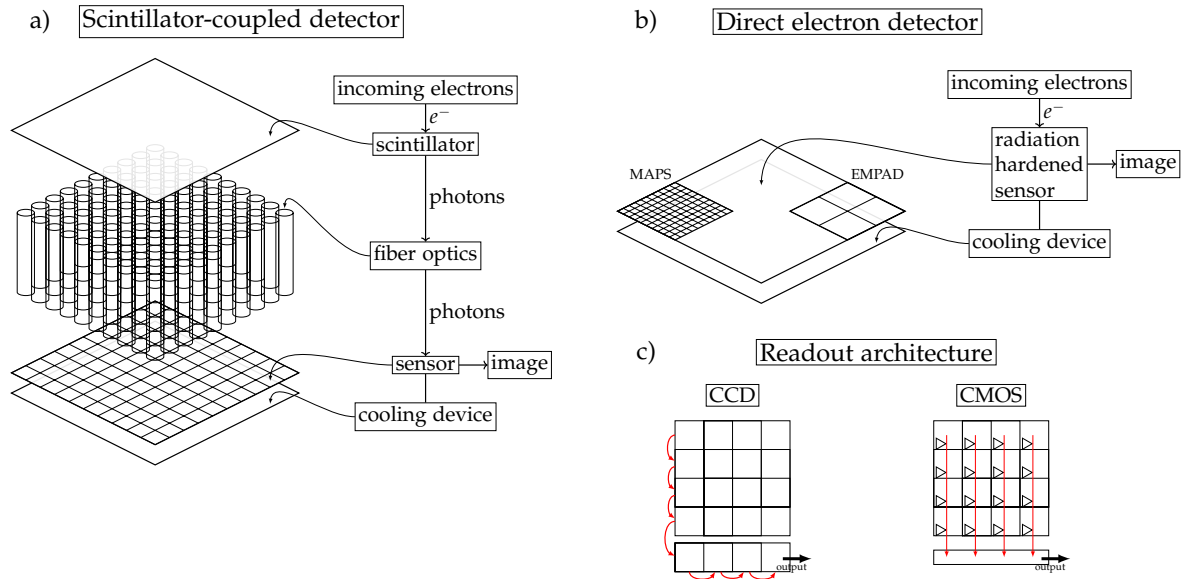 a)
Scintillator-coupled detector
incoming electrons
e⁻
scintillator
photons
fiber optics
photons
sensor
image
cooling device
b)
Direct electron detector
incoming electrons
e⁻
radiation
hardened
sensor
image
MAPS
EMPAD
cooling device
c)
Readout architecture
CCD
CMOS
output
output